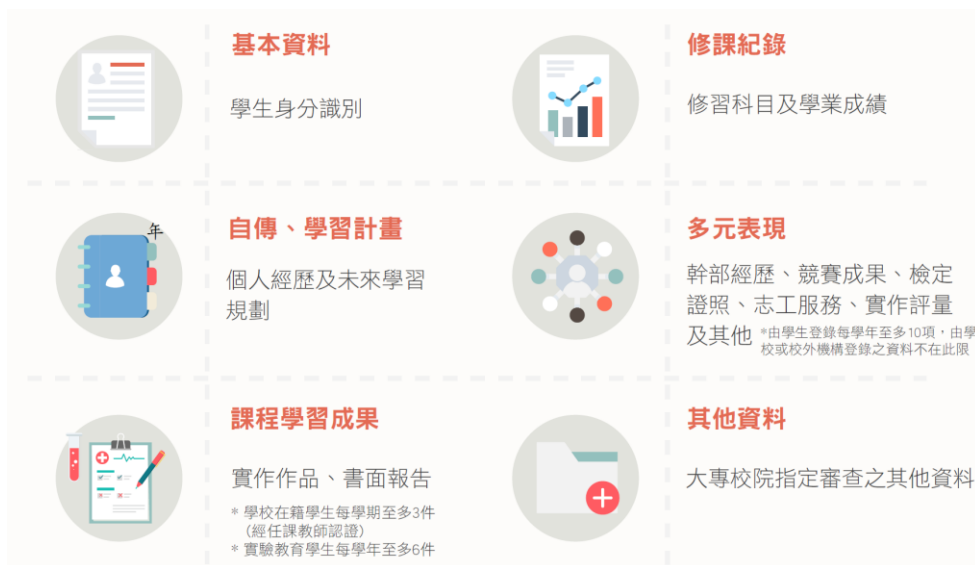 基本資料
學生身分識別
修課紀錄
修習科目及學業成績
年
自傳、學習計畫
個人經歷及未來學習
規劃
多元表現
幹部經歷、競賽成果、檢定
證照、志工服務、實作評量
及其他 *由學生登錄每學年至多10項，由學
校或校外機構登錄之資料不在此限
課程學習成果
實作作品、書面報告
* 學校在籍學生每學期至多3件
(經任課教師認證)
* 實驗教育學生每學年至多6件
其他資料
大專校院指定審查之其他資料